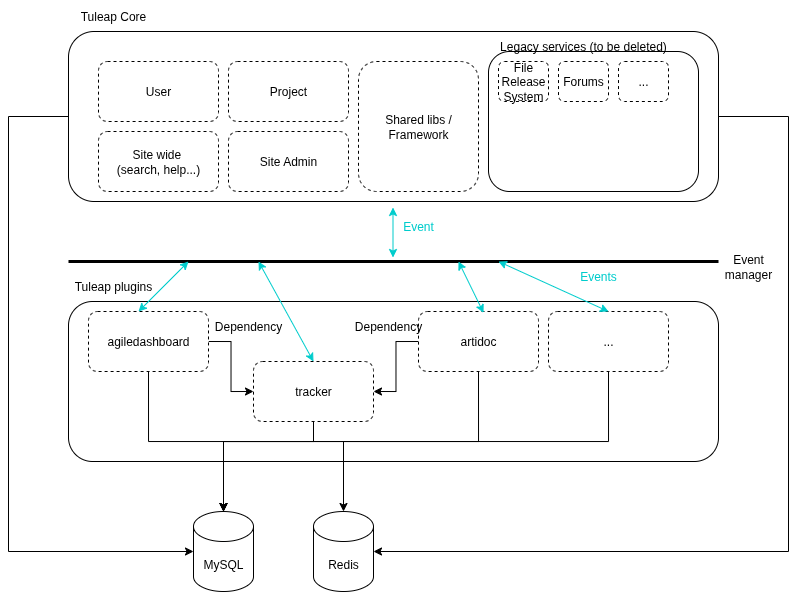 Tuleap Core
Legacy services (to be deleted)
User
Project
Shared libs /
Framework
File
Release
System
Forums
...
Site wide
(search, help...)
Site Admin
Event
Event
manager
Events
Tuleap plugins
agiledashboard
Dependency
Dependency
artidoc
...
tracker
MySQL
Redis